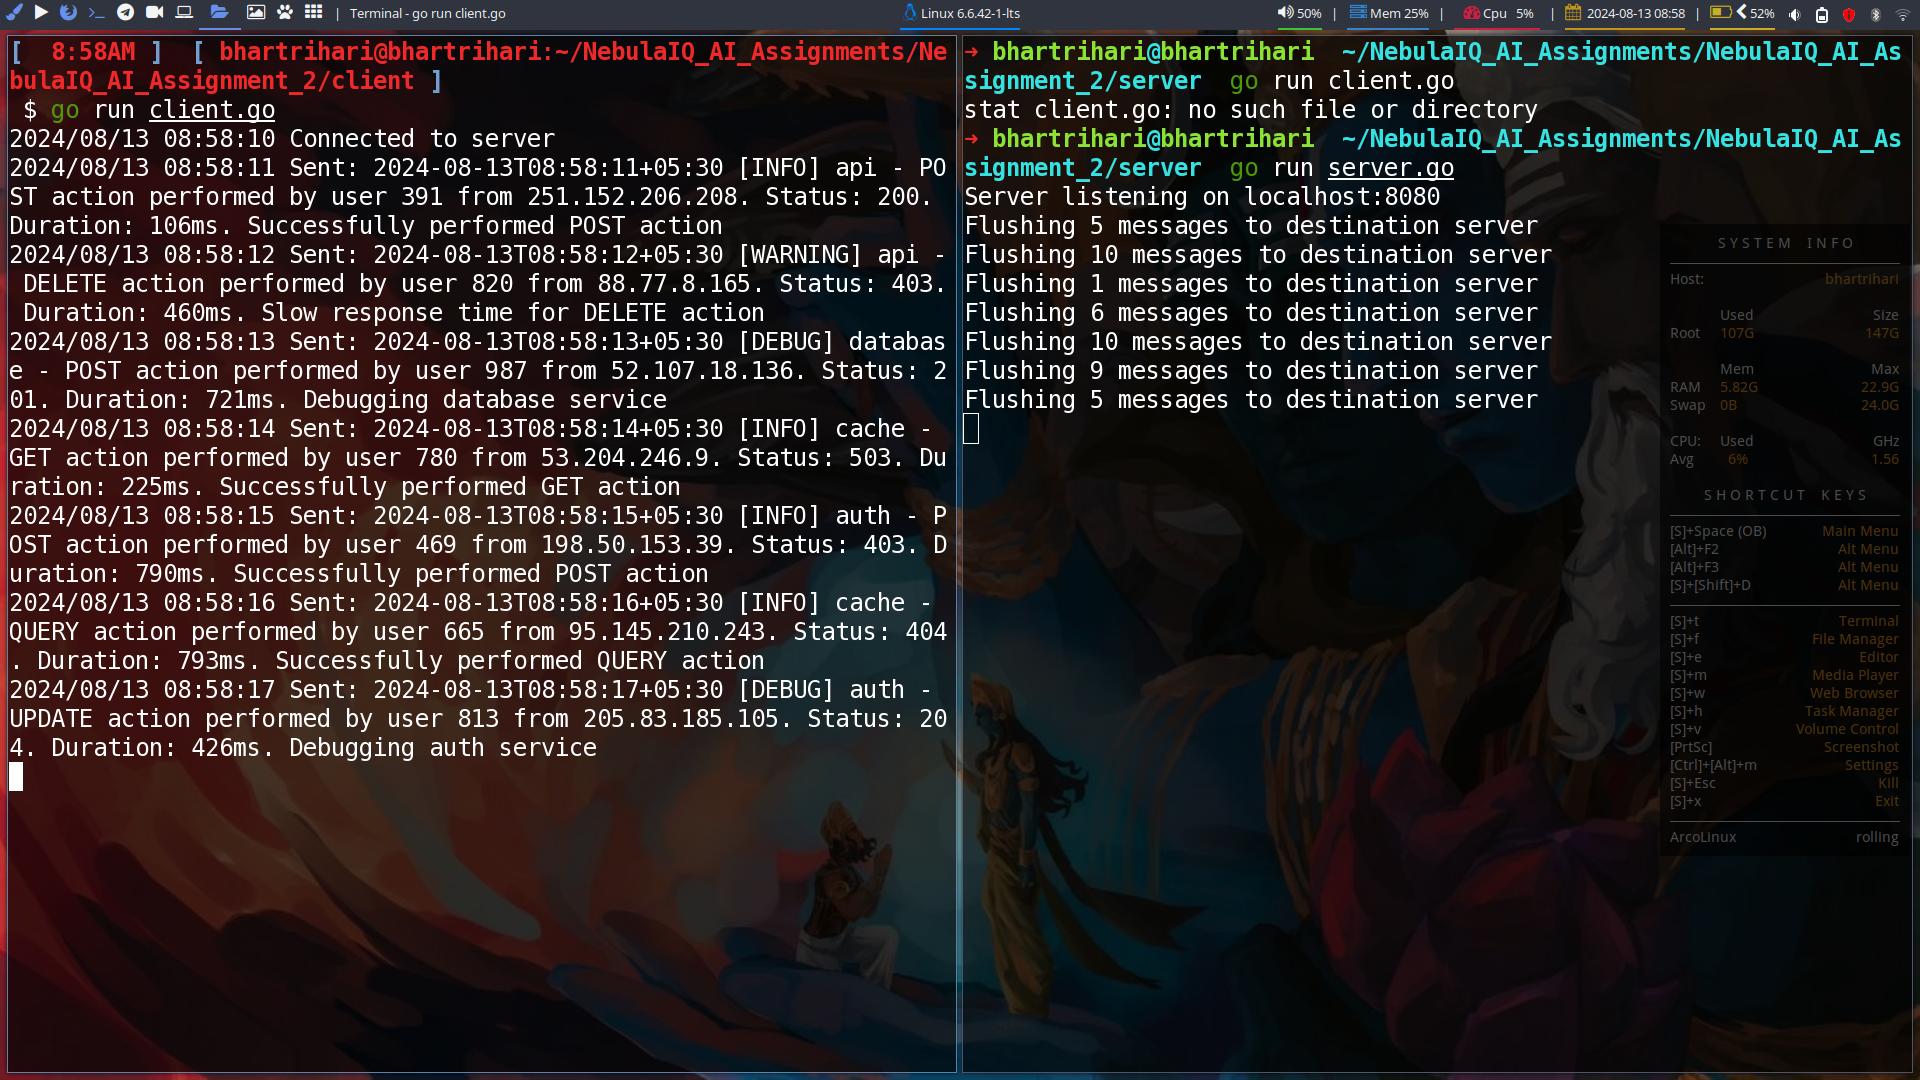 | Terminal - go run client.go
Linux 6.6.42-1-lts
50% | Mem 25% | Cpu 5% | 2024-08-13 08:58 | 52%
[  8:58AM ]  [ bhartrihari@bhartrihari:~/NebulaIQ_AI_Assignments/Ne
bulaIQ_AI_Assignment_2/client ]
$ go run client.go
2024/08/13 08:58:10 Connected to server
2024/08/13 08:58:11 Sent: 2024-08-13T08:58:11+05:30 [INFO] api - PO
ST action performed by user 391 from 251.152.206.208. Status: 200.
Duration: 106ms. Successfully performed POST action
2024/08/13 08:58:12 Sent: 2024-08-13T08:58:12+05:30 [WARNING] api -
DELETE action performed by user 820 from 88.77.8.165. Status: 403.
Duration: 460ms. Slow response time for DELETE action
2024/08/13 08:58:13 Sent: 2024-08-13T08:58:13+05:30 [DEBUG] databas
e - POST action performed by user 987 from 52.107.18.136. Status: 2
01. Duration: 721ms. Debugging database service
2024/08/13 08:58:14 Sent: 2024-08-13T08:58:14+05:30 [INFO] cache -
GET action performed by user 780 from 53.204.246.9. Status: 503. Du
ration: 225ms. Successfully performed GET action
2024/08/13 08:58:15 Sent: 2024-08-13T08:58:15+05:30 [INFO] auth - P
OST action performed by user 469 from 198.50.153.39. Status: 403. D
uration: 790ms. Successfully performed POST action
2024/08/13 08:58:16 Sent: 2024-08-13T08:58:16+05:30 [INFO] cache -
QUERY action performed by user 665 from 95.145.210.243. Status: 404
. Duration: 793ms. Successfully performed QUERY action
2024/08/13 08:58:17 Sent: 2024-08-13T08:58:17+05:30 [DEBUG] auth -
UPDATE action performed by user 813 from 205.83.185.105. Status: 20
4. Duration: 426ms. Debugging auth service
→ bhartrihari@bhartrihari  ~/NebulaIQ_AI_Assignments/NebulaIQ_AI_As
signment_2/server  go run client.go
stat client.go: no such file or directory
→ bhartrihari@bhartrihari  ~/NebulaIQ_AI_Assignments/NebulaIQ_AI_As
signment_2/server  go run server.go
Server listening on localhost:8080
Flushing 5 messages to destination server
Flushing 10 messages to destination server
Flushing 1 messages to destination server
Flushing 6 messages to destination server
Flushing 10 messages to destination server
Flushing 9 messages to destination server
Flushing 5 messages to destination server
SYSTEM INFO
Host: bhartrihari
Used Size
Root 107G 147G
Mem Max
RAM 5.82G 22.9G
Swap 0B 24.0G
CPU: Used GHz
Avg 6% 1.56
SHORTCUT KEYS
[S]+Space (OB) Main Menu
[Alt]+F2 Alt Menu
[Alt]+F3 Alt Menu
[S]+[Shift]+D Alt Menu
[S]+t Terminal
[S]+f File Manager
[S]+e Editor
[S]+m Media Player
[S]+w Web Browser
[S]+h Task Manager
[S]+v Volume Control
[PrtSc] Screenshot
[Ctrl]+[Alt]+m Settings
[S]+Esc Kill
[S]+x Exit
ArcoLinux rolling